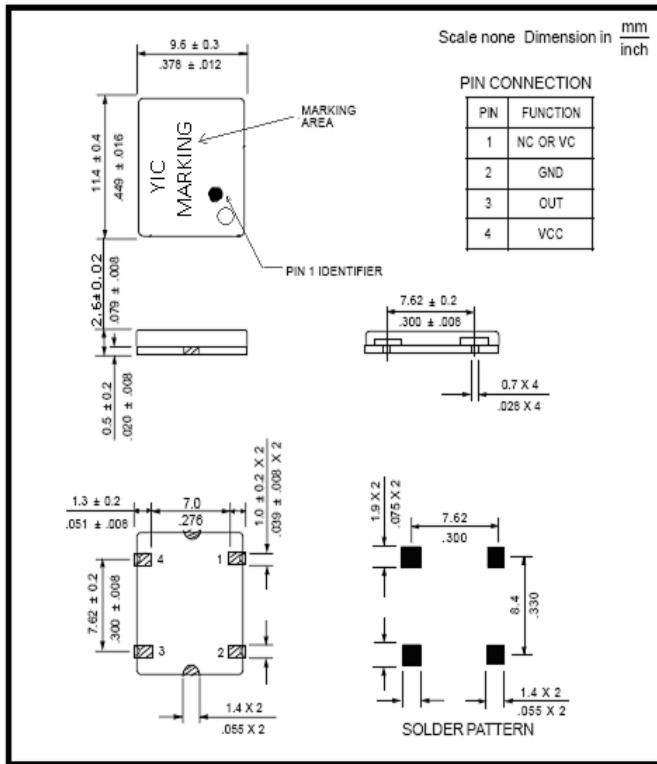 Scale none Dimension in mm
inch
9.6 ± 0.3
.378 ± .012
PIN CONNECTION
PIN FUNCTION
1 NC OR VC
2 GND
3 OUT
4 VCC
MARKING
AREA
YIC
MARKING
11.4 ± 0.4
.449 ± .016
PIN 1 IDENTIFIER
2.6±0.02
.079 ± .008
0.5 ± 0.2
.020 ± .008
7.62 ± 0.2
.300 ± .008
0.7 X 4
.028 X 4
1.3 ± 0.2
.051 ± .008
7.0
.276
1.0 ± 0.2 X 2
.039 ± .008 X 2
4
1
3
2
7.62 ± 0.2
.300 ± .008
1.4 X 2
.055 X 2
1.9 X 2
.075 X 2
7.62
.300
8.4
.330
1.4 X 2
.055 X 2
SOLDER PATTERN